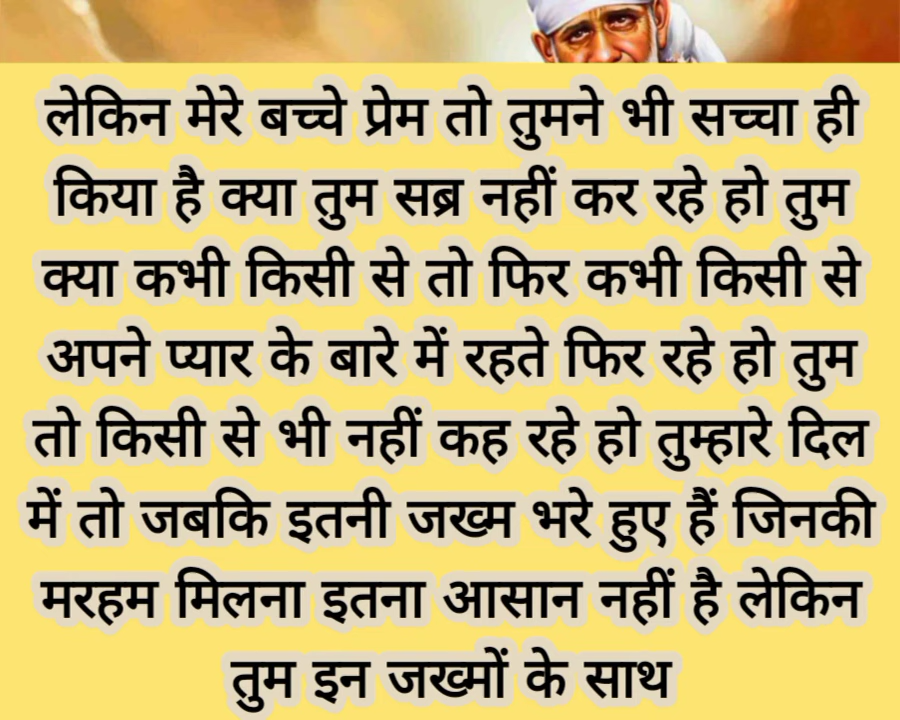 लेकिन मेरे बच्चे प्रेम तो तुमने भी सच्चा ही
किया है क्या तुम सब्र नहीं कर रहे हो तुम
क्या कभी किसी से तो फिर कभी किसी से
अपने प्यार के बारे में रहते फिर रहे हो तुम
तो किसी से भी नहीं कह रहे हो तुम्हारे दिल
में तो जबकि इतनी जख्म भरे हुए हैं जिनकी
मरहम मिलना इतना आसान नहीं है लेकिन
तुम इन जख्मों के साथ